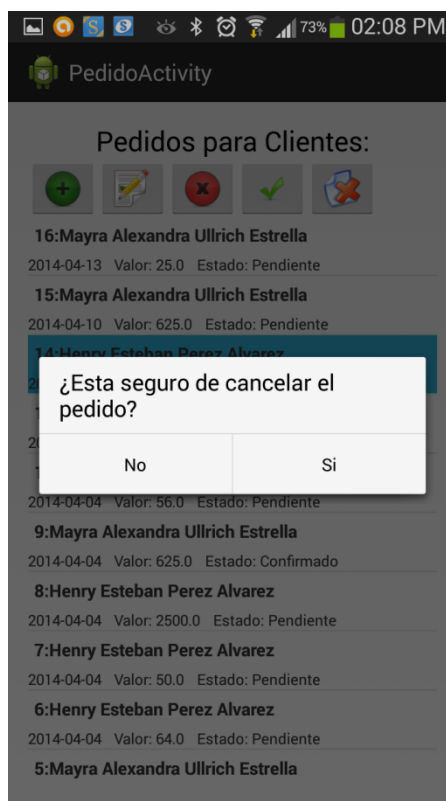 73% 02:08 PM
PedidoActivity
Pedidos para Clientes:
16:Mayra Alexandra Ullrich Estrella
2014-04-13 Valor: 25.0 Estado: Pendiente
15:Mayra Alexandra Ullrich Estrella
2014-04-10 Valor: 625.0 Estado: Pendiente
14:Henry Esteban Perez Alvarez
¿Esta seguro de cancelar el
pedido?
No Si
2014-04-04 Valor: 56.0 Estado: Pendiente
9:Mayra Alexandra Ullrich Estrella
2014-04-04 Valor: 625.0 Estado: Confirmado
8:Henry Esteban Perez Alvarez
2014-04-04 Valor: 2500.0 Estado: Pendiente
7:Henry Esteban Perez Alvarez
2014-04-04 Valor: 50.0 Estado: Pendiente
6:Henry Esteban Perez Alvarez
2014-04-04 Valor: 64.0 Estado: Pendiente
5:Mayra Alexandra Ullrich Estrella